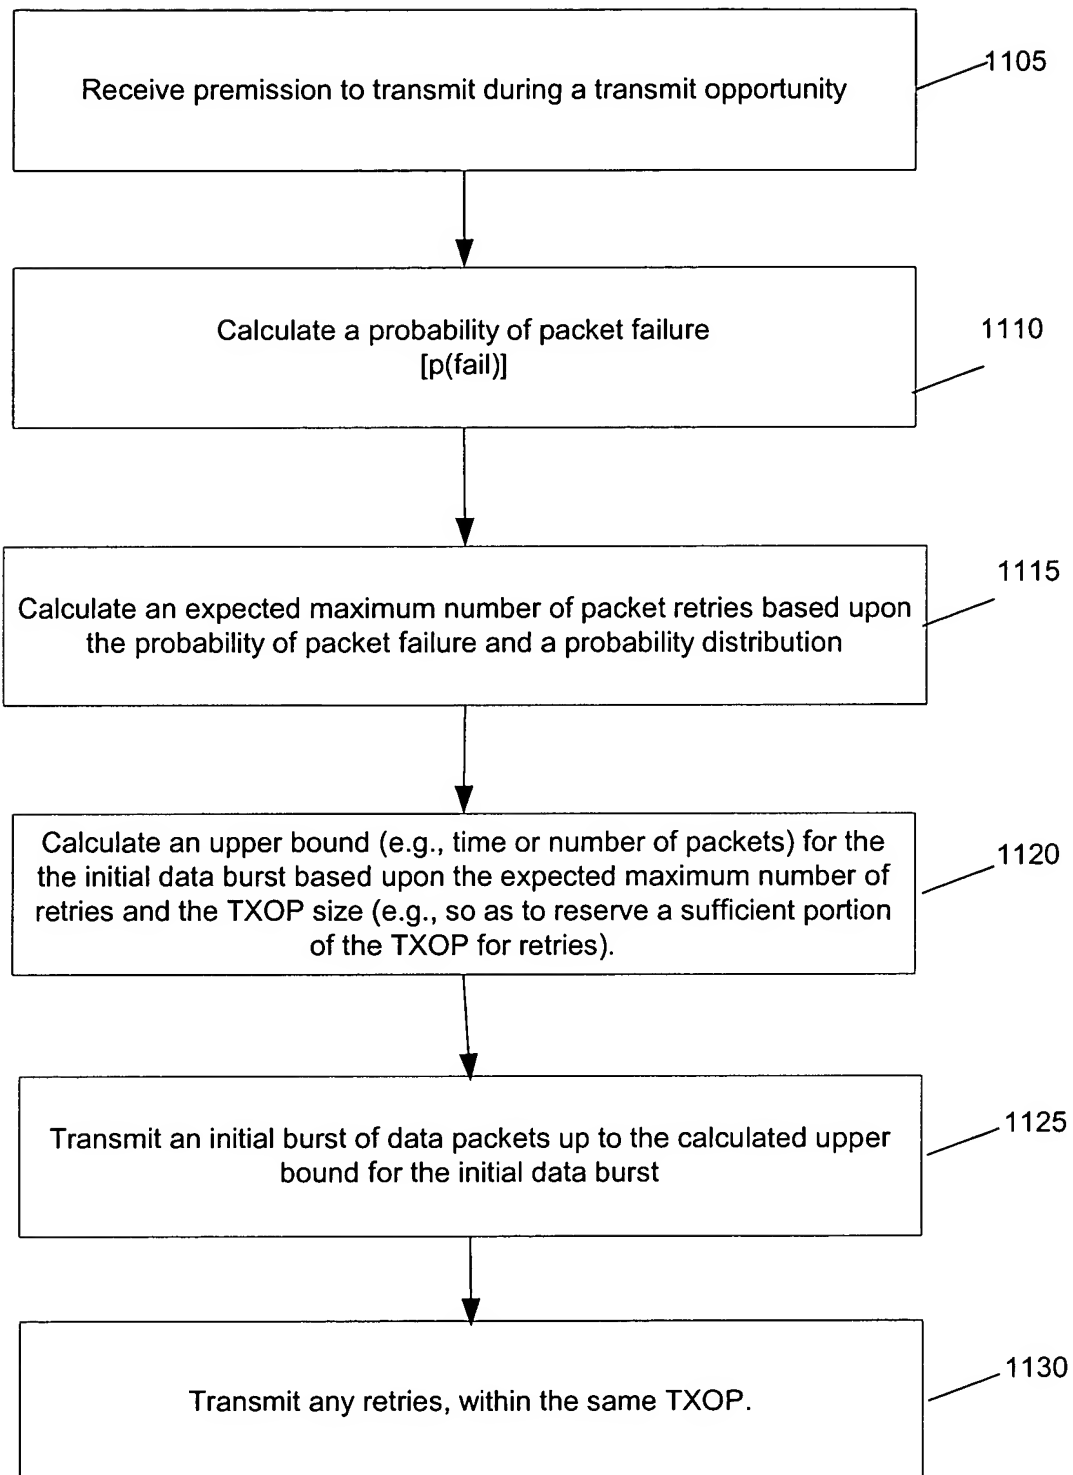 Receive premission to transmit during a transmit opportunity
1105
Calculate a probability of packet failure
[p(fail)]
1110
Calculate an expected maximum number of packet retries based upon
the probability of packet failure and a probability distribution
1115
Calculate an upper bound (e.g., time or number of packets) for the
the initial data burst based upon the expected maximum number of
retries and the TXOP size (e.g., so as to reserve a sufficient portion
of the TXOP for retries).
1120
Transmit an initial burst of data packets up to the calculated upper
bound for the initial data burst
1125
Transmit any retries, within the same TXOP.
1130